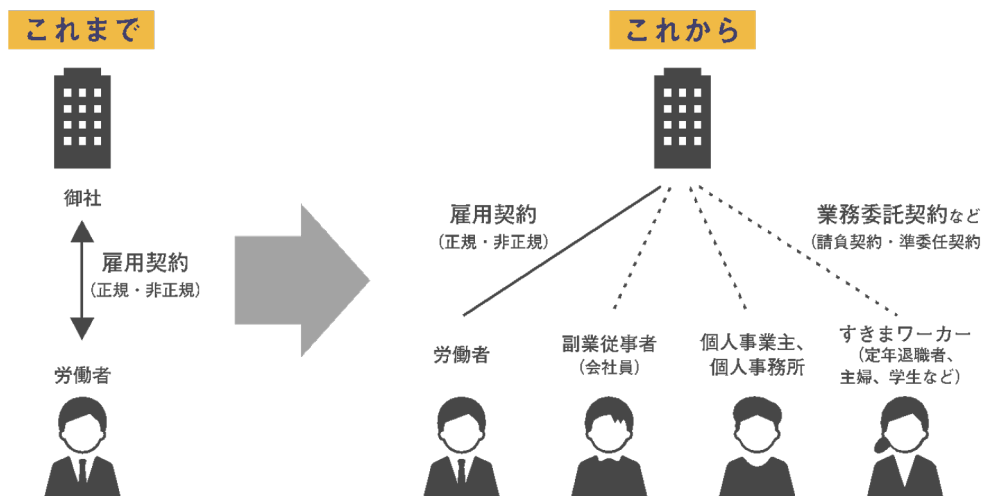 これまで
御社
雇用契約
(正規・非正規)
労働者
これから
雇用契約
(正規・非正規)
業務委託契約など
(請負契約・準委任契約
労働者
副業従事者
(会社員)
個人事業主、
個人事務所
すきまワーカー
(定年退職者、
主婦、学生など)